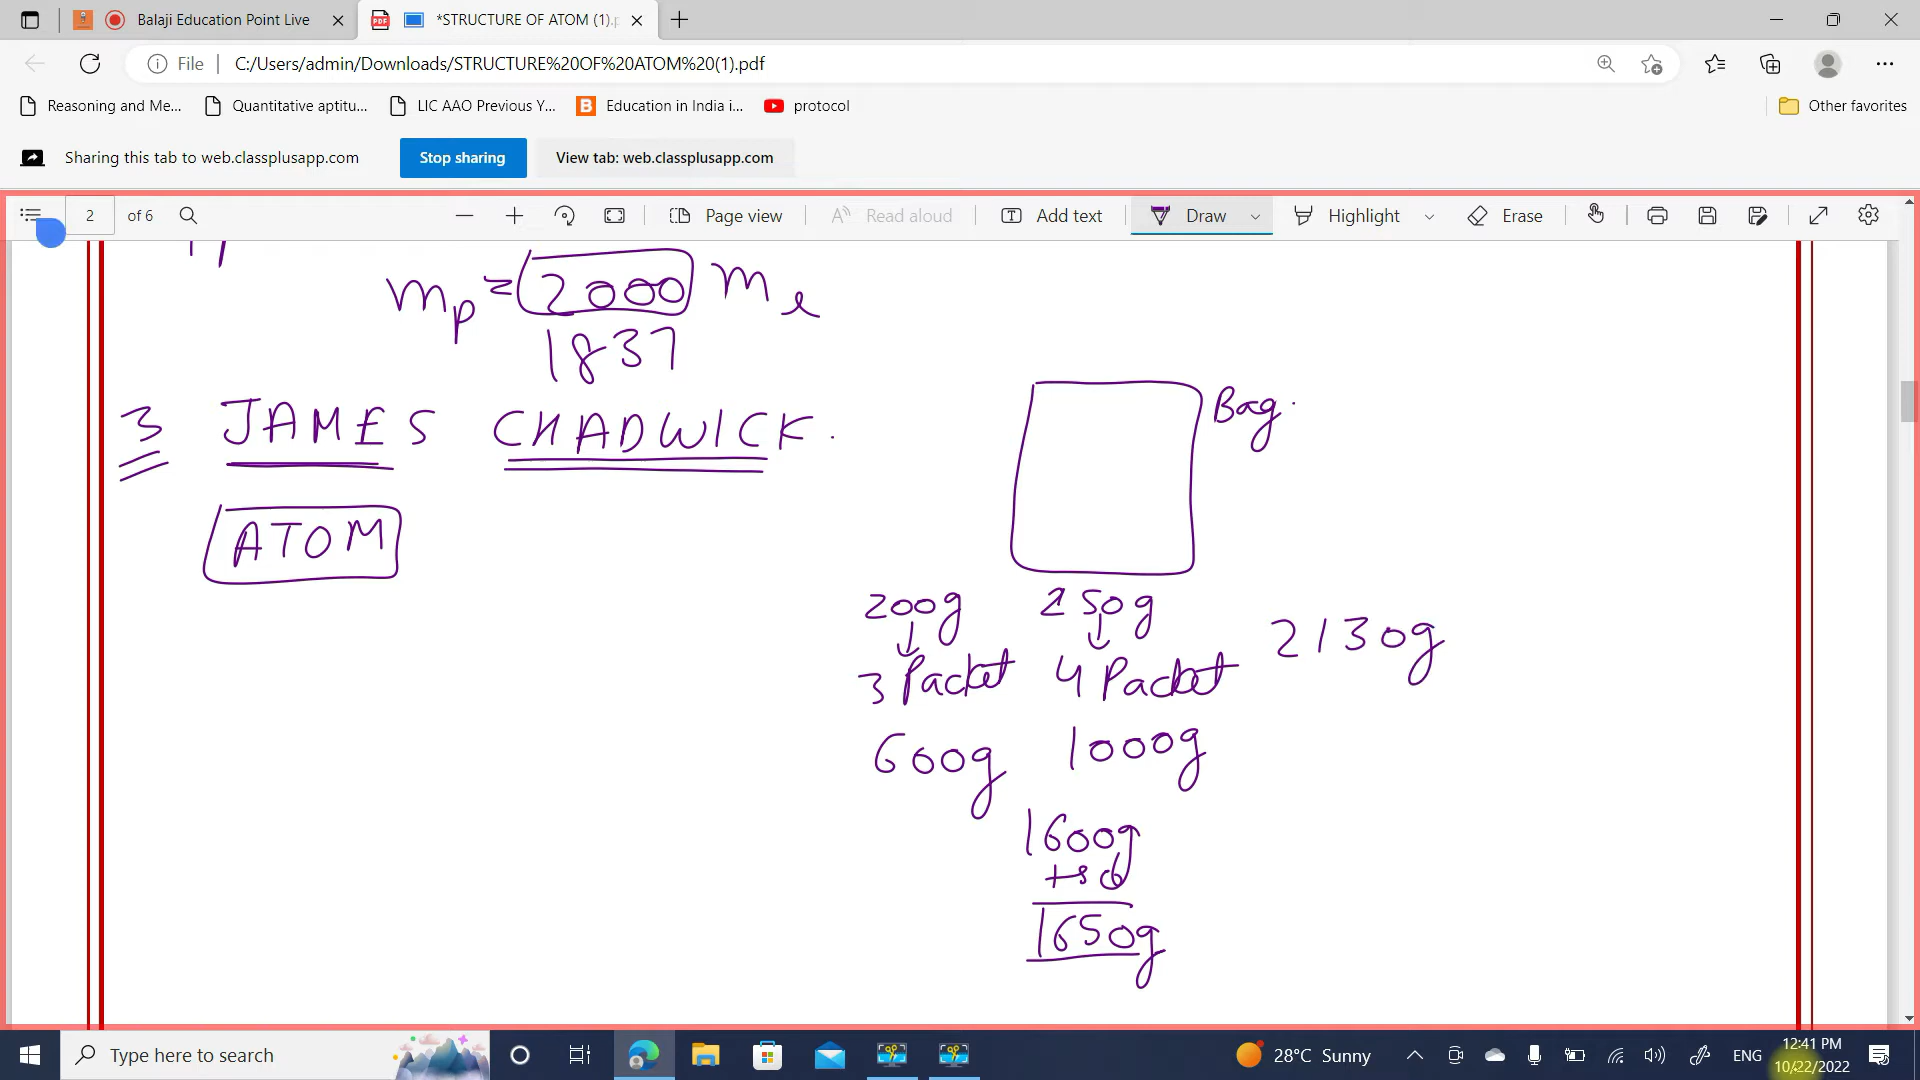 Balaji Education Point Live
*STRUCTURE OF ATOM (1).p
File
C:/Users/admin/Downloads/STRUCTURE%20OF%20ATOM%20(1).pdf
Reasoning and Me... Quantitative aptitu... LIC AAO Previous Y... Education in India i... protocol Other favorites
Sharing this tab to web.classplusapp.com Stop sharing View tab: web.classplusapp.com
2 of 6 Page view Read aloud Add text Draw Highlight Erase
mp = 2000 me
1837
3 JAMES CHADWICK.
Bag.
ATOM
200g 250g
2130g
3 Packet 4 Packet
600g 1000g
1600g
+50
1650g
Type here to search
28°C Sunny
ENG
12:41 PM
10/22/2022